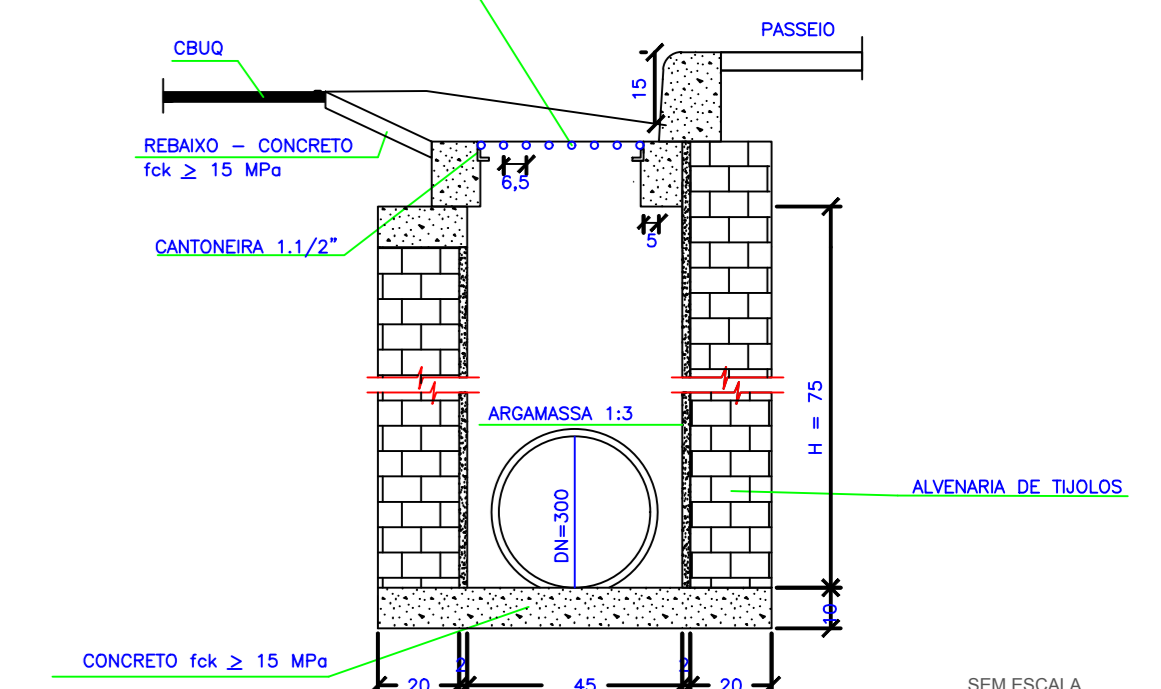 PASSEIO
CBUQ
15
REBAIXO – CONCRETO
fck ≥ 15 MPa
6,5
5
CANTONEIRA 1.1/2"
H = 75
ARGAMASSA 1:3
ALVENARIA DE TIJOLOS
DN=300
10
CONCRETO fck ≥ 15 MPa
2
2
20
45
20
SEM ESCALA